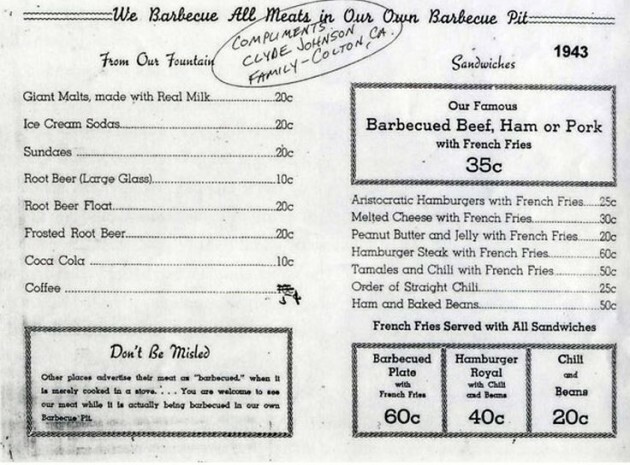 We Barbecue All Meats in Our Own Barbecue Pit
COMPLIMENTS
CLYDE JOHNSON
FAMILY - COLTON, CA.
1943
From Our Fountain
Giant Malts, made with Real Milk 20c
Ice Cream Sodas 20c
Sundaes 20c
Root Beer (Large Glass) 10c
Root Beer Float 20c
Frosted Root Beer 20c
Coca Cola 10c
Coffee 5¢
Don't Be Misled
Other places advertise their meat as "barbecued," when it
is merely cooked in a stove. . . . You are welcome to see
our meat while it is actually being barbecued in our own
Barbecue Pit.
Sandwiches
Our Famous
Barbecued Beef, Ham or Pork
with French Fries
35c
Aristocratic Hamburgers with French Fries 25c
Melted Cheese with French Fries 30c
Peanut Butter and Jelly with French Fries 20c
Hamburger Steak with French Fries 60c
Tamales and Chili with French Fries 50c
Order of Straight Chili 25c
Ham and Baked Beans 50c
French Fries Served with All Sandwiches
Barbecued
Plate
with
French Fries
60c
Hamburger
Royal
with Chili
and Beans
40c
Chili
and
Beans
20c